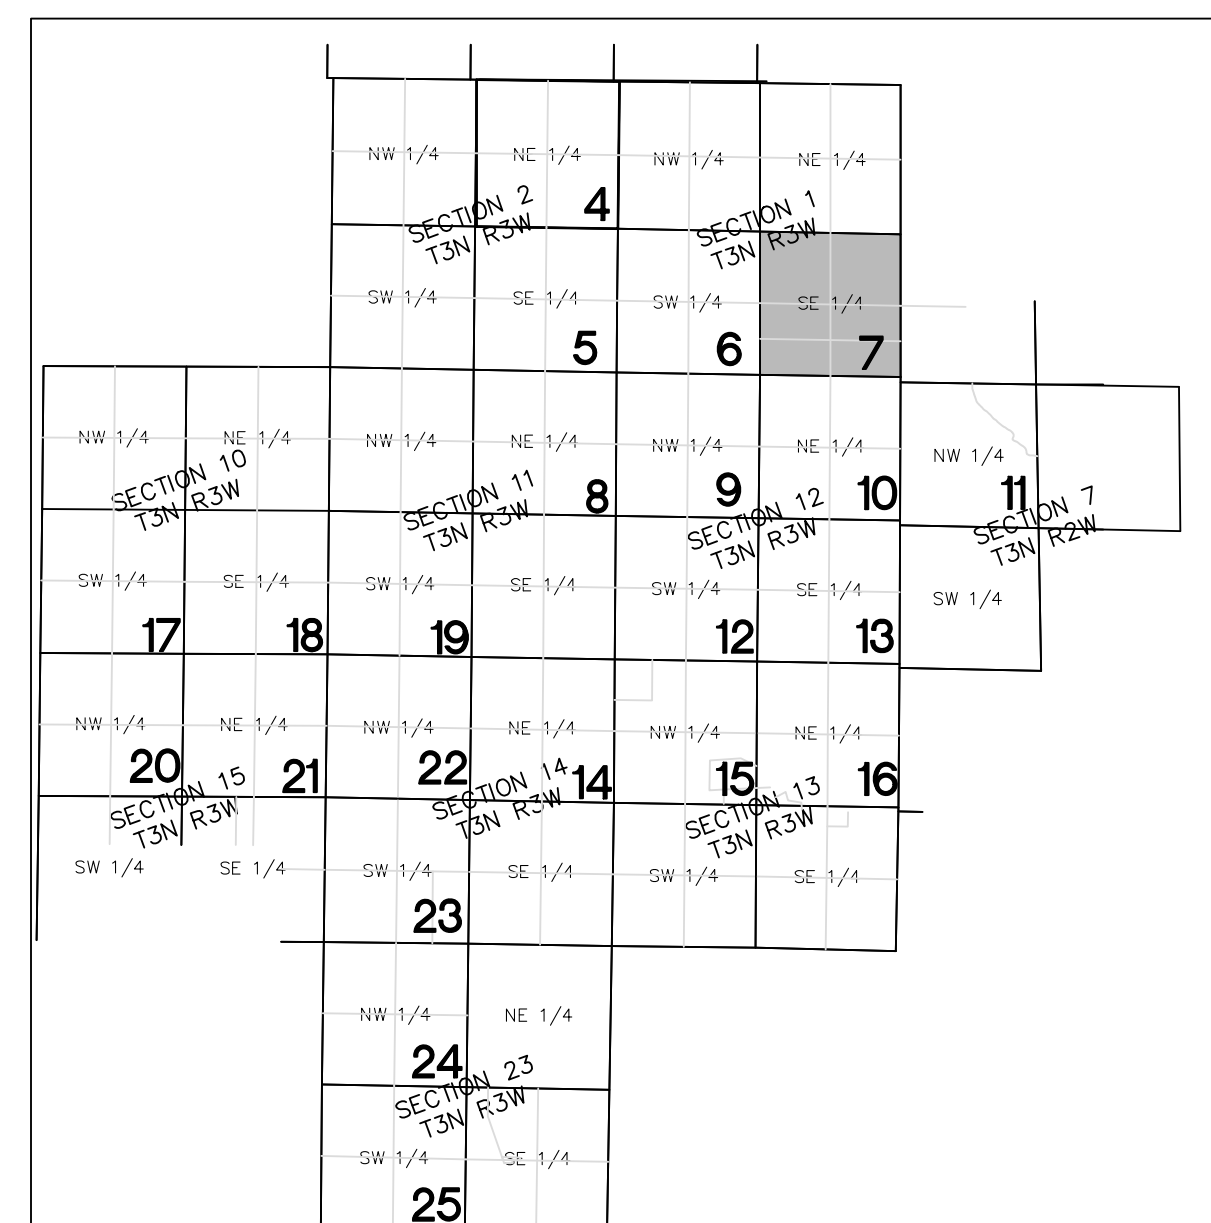 NW 1/4
NE 1/4
NW 1/4
NE 1/4
4
SECTION 2
T3N R3W
SECTION 1
T3N R3W
SW 1/4
SE 1/4
SW 1/4
SE 1/4
5
6
7
NW 1/4
NE 1/4
NW 1/4
NE 1/4
NW 1/4
NE 1/4
NW 1/4
8
9
10
11
SECTION 10
T3N R3W
SECTION 11
T3N R3W
SECTION 12
T3N R3W
SECTION 7
T3N R2W
SW 1/4
SE 1/4
SW 1/4
SE 1/4
SW 1/4
SE 1/4
SW 1/4
17
18
19
12
13
NW 1/4
NE 1/4
NW 1/4
NE 1/4
NW 1/4
NE 1/4
20
21
22
14
15
16
SECTION 15
T3N R3W
SECTION 14
T3N R3W
SECTION 13
T3N R3W
SW 1/4
SE 1/4
SW 1/4
SE 1/4
SW 1/4
SE 1/4
23
NW 1/4
NE 1/4
24
SECTION 23
T3N R3W
SW 1/4
SE 1/4
25